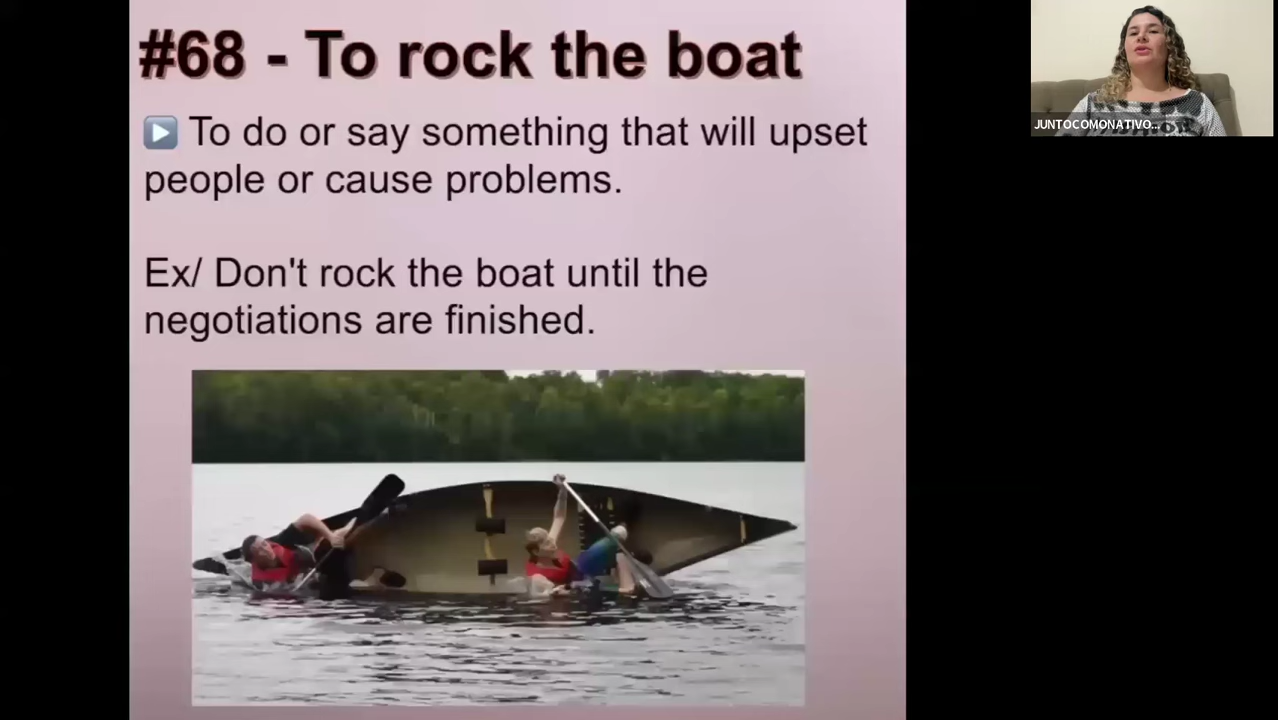 #68 - To rock the boat
▶️ To do or say something that will upset
people or cause problems.
Ex/ Don't rock the boat until the
negotiations are finished.
JUNTOCOMONATIVO...